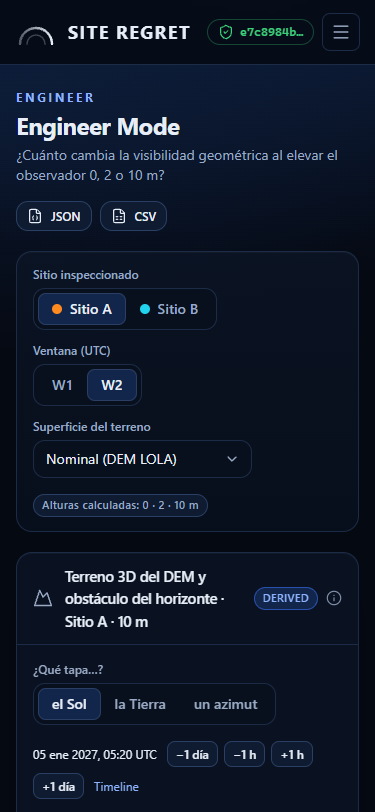 SITE REGRET
e7c8984b…
ENGINEER
Engineer Mode
¿Cuánto cambia la visibilidad geométrica al elevar el
observador 0, 2 o 10 m?
JSON
CSV
Sitio inspeccionado
Sitio A
Sitio B
Ventana (UTC)
W1
W2
Superficie del terreno
Nominal (DEM LOLA)
Alturas calculadas: 0 · 2 · 10 m
Terreno 3D del DEM y
obstáculo del horizonte ·
Sitio A · 10 m
DERIVED
¿Qué tapa...?
el Sol
la Tierra
un azimut
05 ene 2027, 05:20 UTC
−1 día
−1 h
+1 h
+1 día
Timeline